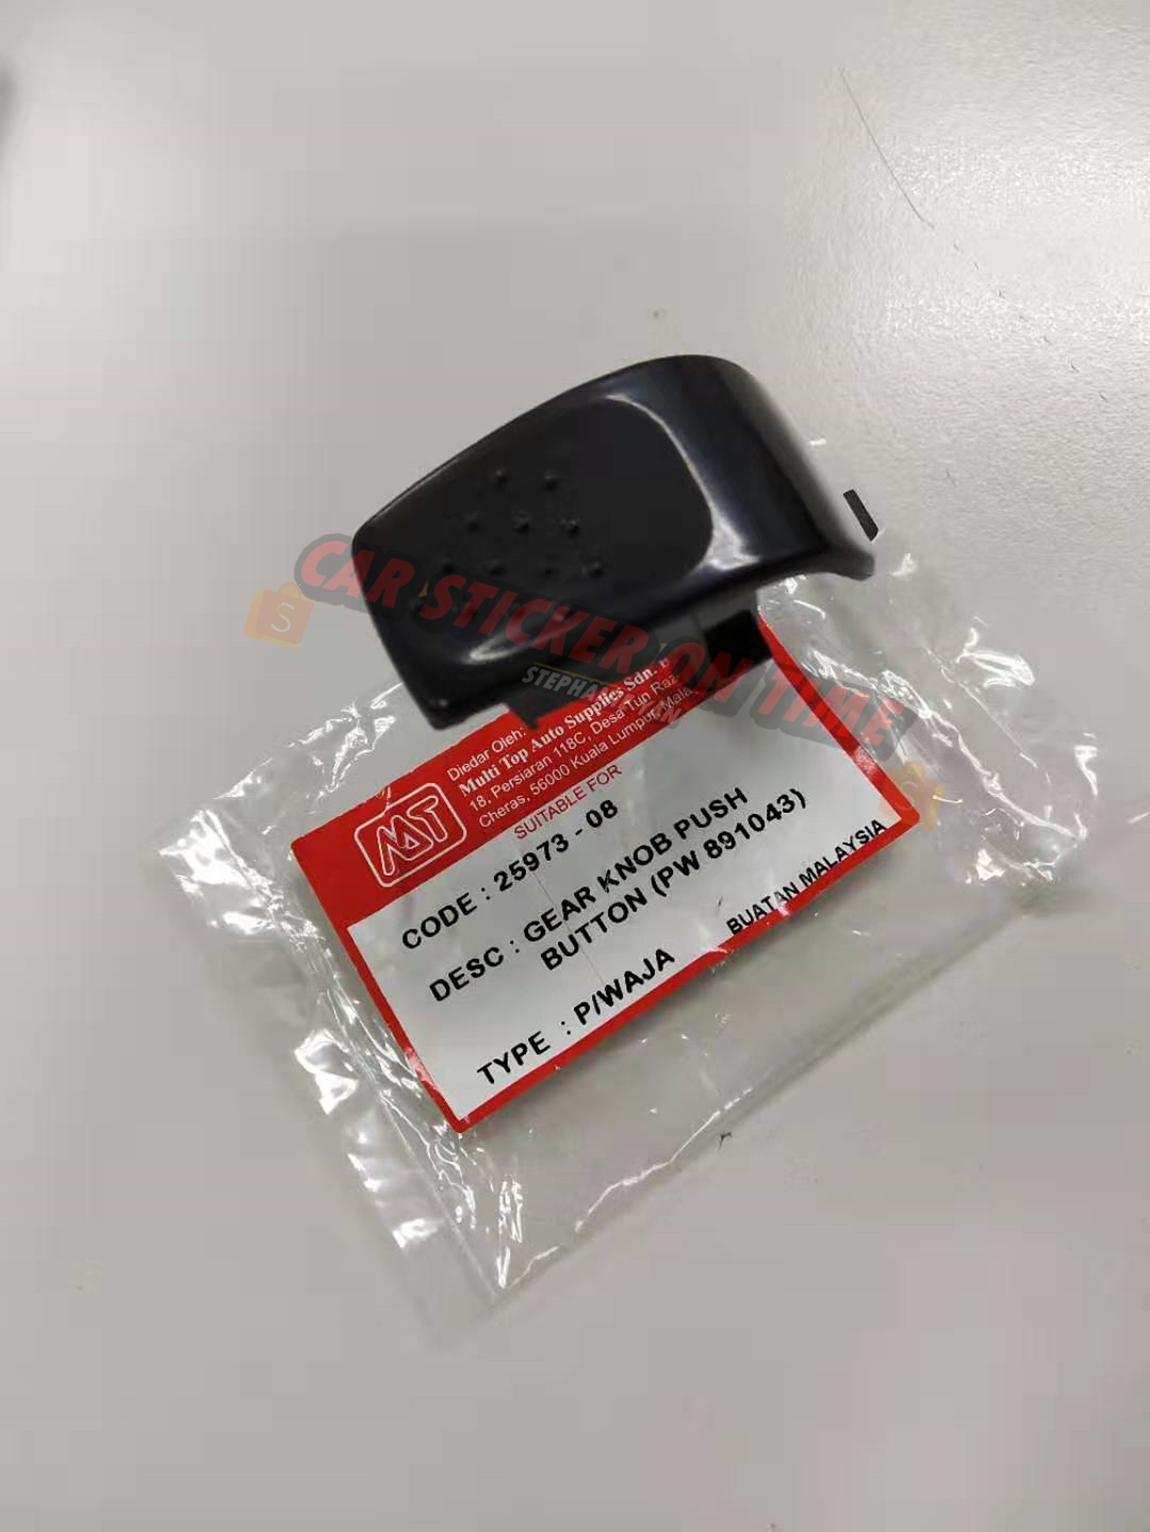 CAR STICKER ON TIME
Diedar Oleh:
Multi Top Auto Supplies Sdn.
18, Persiaran 118C, Desa Tun
Cheras, 56000 Kuala Lumpur
MST
SUITABLE FOR
CODE : 25973 - 08
DESC : GEAR KNOB PUSH
BUTTON (PW 891043)
BUATAN MALAYSIA
TYPE : P/WAJA